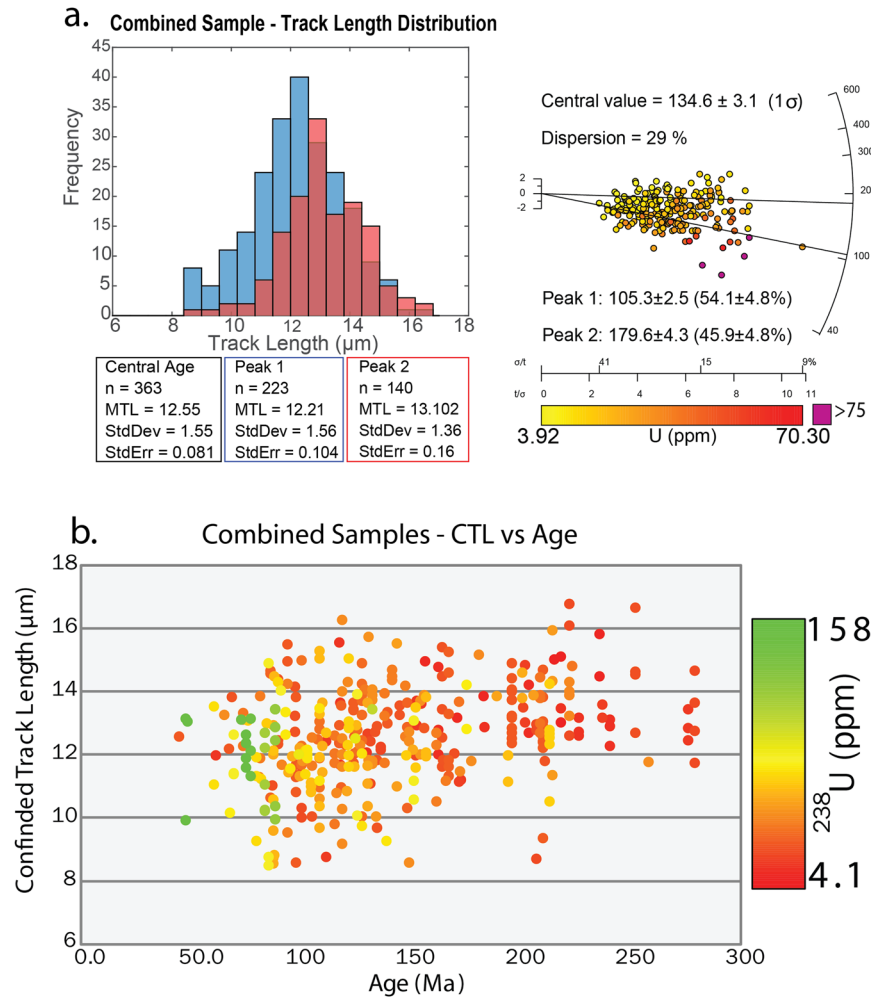 a.
Combined Sample - Track Length Distribution
45
40
35
30
25
20
15
10
5
0
Frequency
6 8 10 12 14 16 18
Track Length (μm)
Central Age
n = 363
MTL = 12.55
StdDev = 1.55
StdErr = 0.081
Peak 1
n = 223
MTL = 12.21
StdDev = 1.56
StdErr = 0.104
Peak 2
n = 140
MTL = 13.102
StdDev = 1.36
StdErr = 0.16
Central value = 134.6 ± 3.1 (1σ)
Dispersion = 29 %
2
0
-2
600
400
300
20
100
40
Peak 1: 105.3±2.5 (54.1±4.8%)
Peak 2: 179.6±4.3 (45.9±4.8%)
σ/t 41 15 9%
t/σ 0 2 4 6 8 10 11
>75
3.92 U (ppm) 70.30
b.
Combined Samples - CTL vs Age
18
16
14
12
10
8
6
Confinded Track Length (μm)
0.0 50.0 100 150 200 250 300
Age (Ma)
158
238U (ppm)
4.1